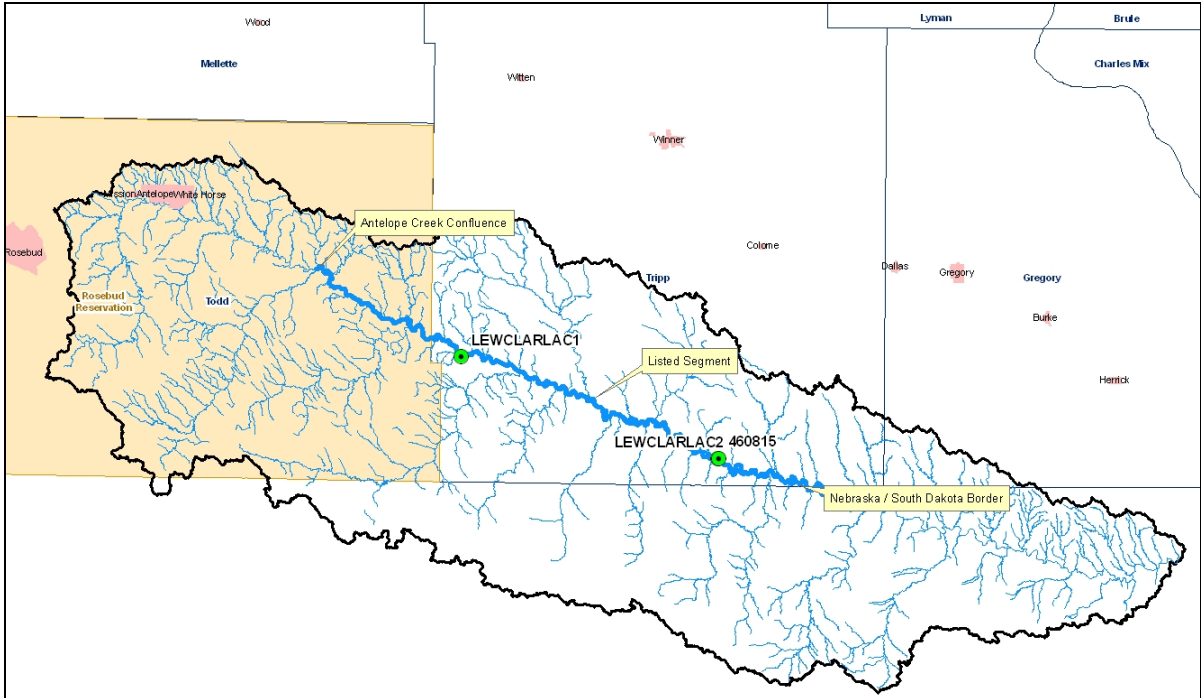 Wood
Lyman
Brule
Mellette
Witten
Charles Mix
Winner
Mission
Antelope
White Horse
Antelope Creek Confluence
Rosebud
Colome
Dallas
Gregory
Tripp
Gregory
Rosebud
Reservation
Todd
Burke
LEWCLARLAC1
Listed Segment
Herrick
LEWCLARLAC2 460815
Nebraska / South Dakota Border